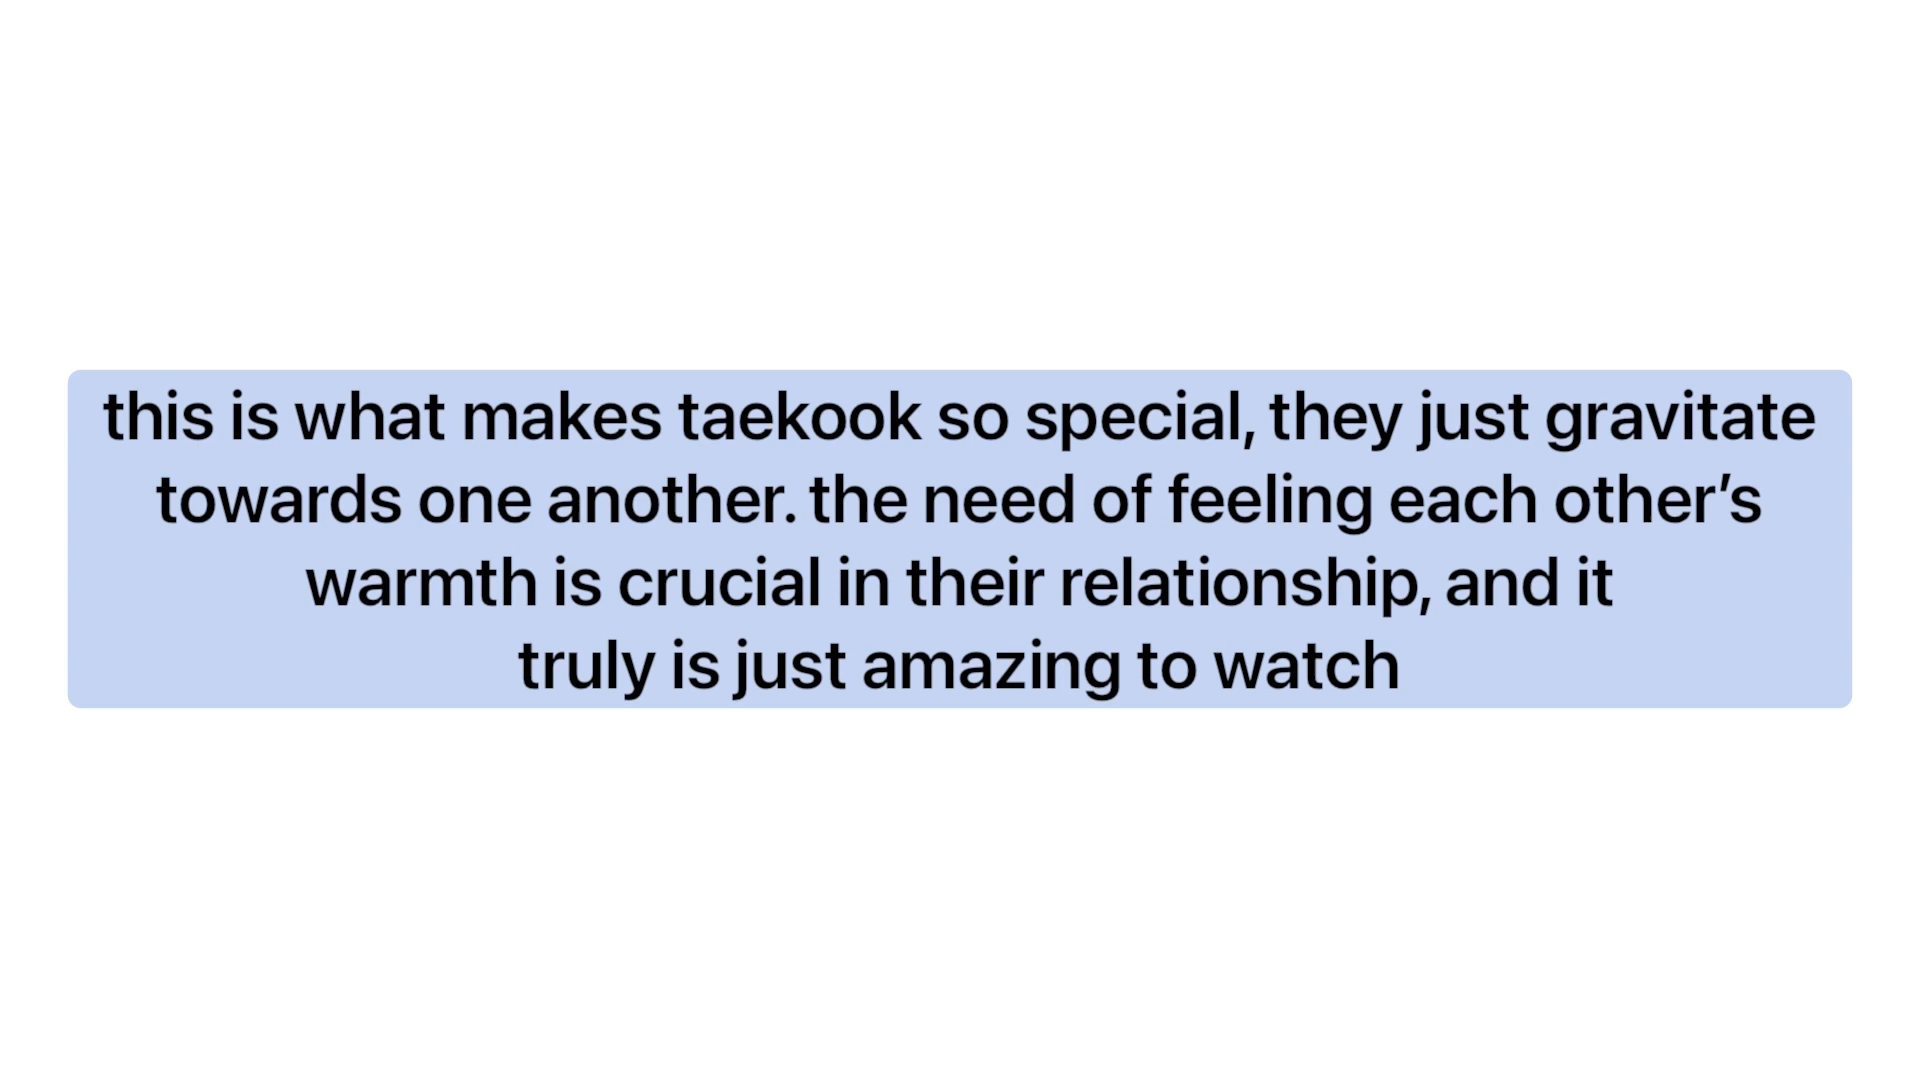 this is what makes taekook so special, they just gravitate
towards one another. the need of feeling each other’s
warmth is crucial in their relationship, and it
truly is just amazing to watch